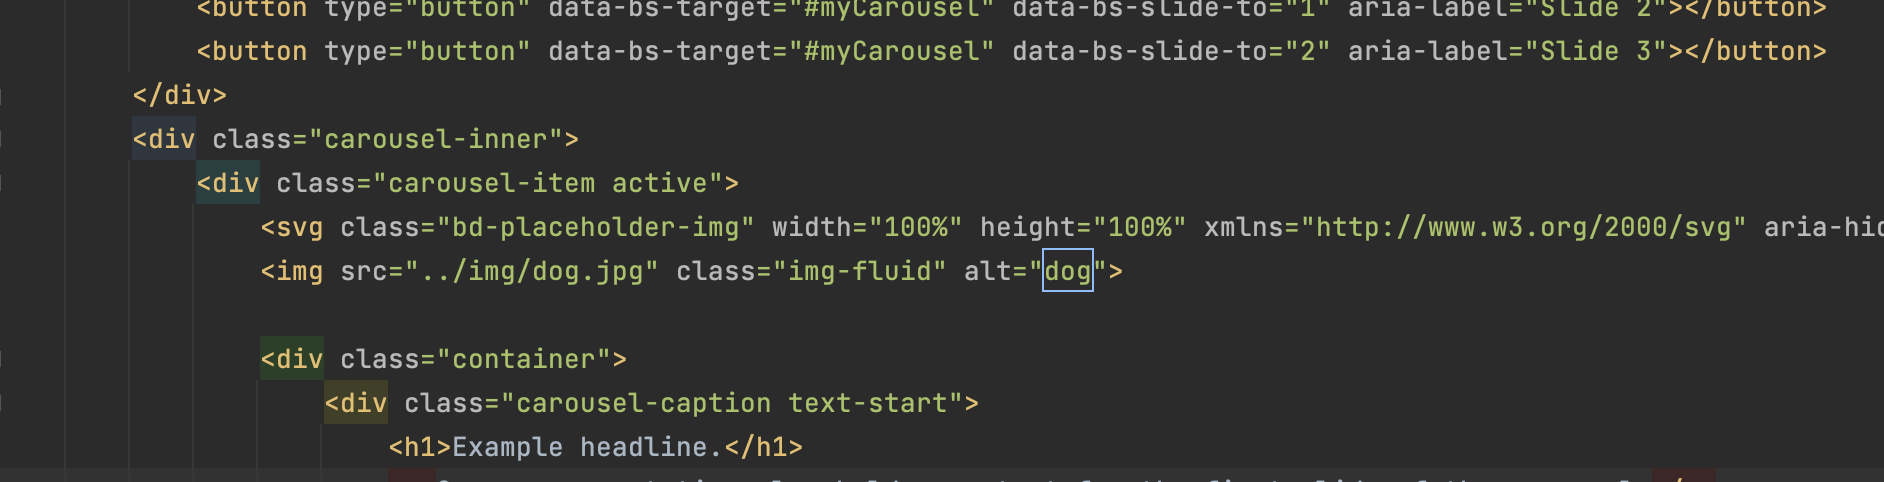 <button type="button" data-bs-target="#myCarousel" data-bs-slide-to="1" aria-label="Slide 2"></button>
<button type="button" data-bs-target="#myCarousel" data-bs-slide-to="2" aria-label="Slide 3"></button>
</div>
<div class="carousel-inner">
<div class="carousel-item active">
<svg class="bd-placeholder-img" width="100%" height="100%" xmlns="http://www.w3.org/2000/svg"
<img src="../img/dog.jpg" class="img-fluid" alt="dog">
<div class="container">
<div class="carousel-caption text-start">
<h1>Example headline.</h1>